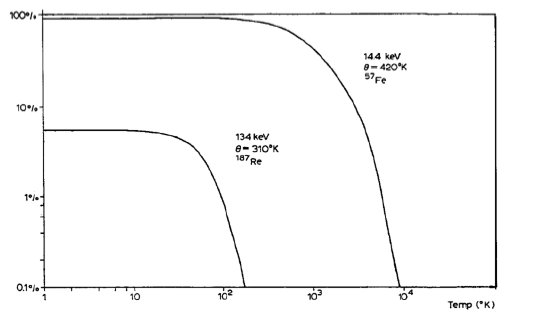 100%
10%
1%
0.1%
14.4 keV
θ = 420°K
57Fe
134 keV
θ = 310°K
187Re
1
10
10²
10³
10⁴
Temp (°K)